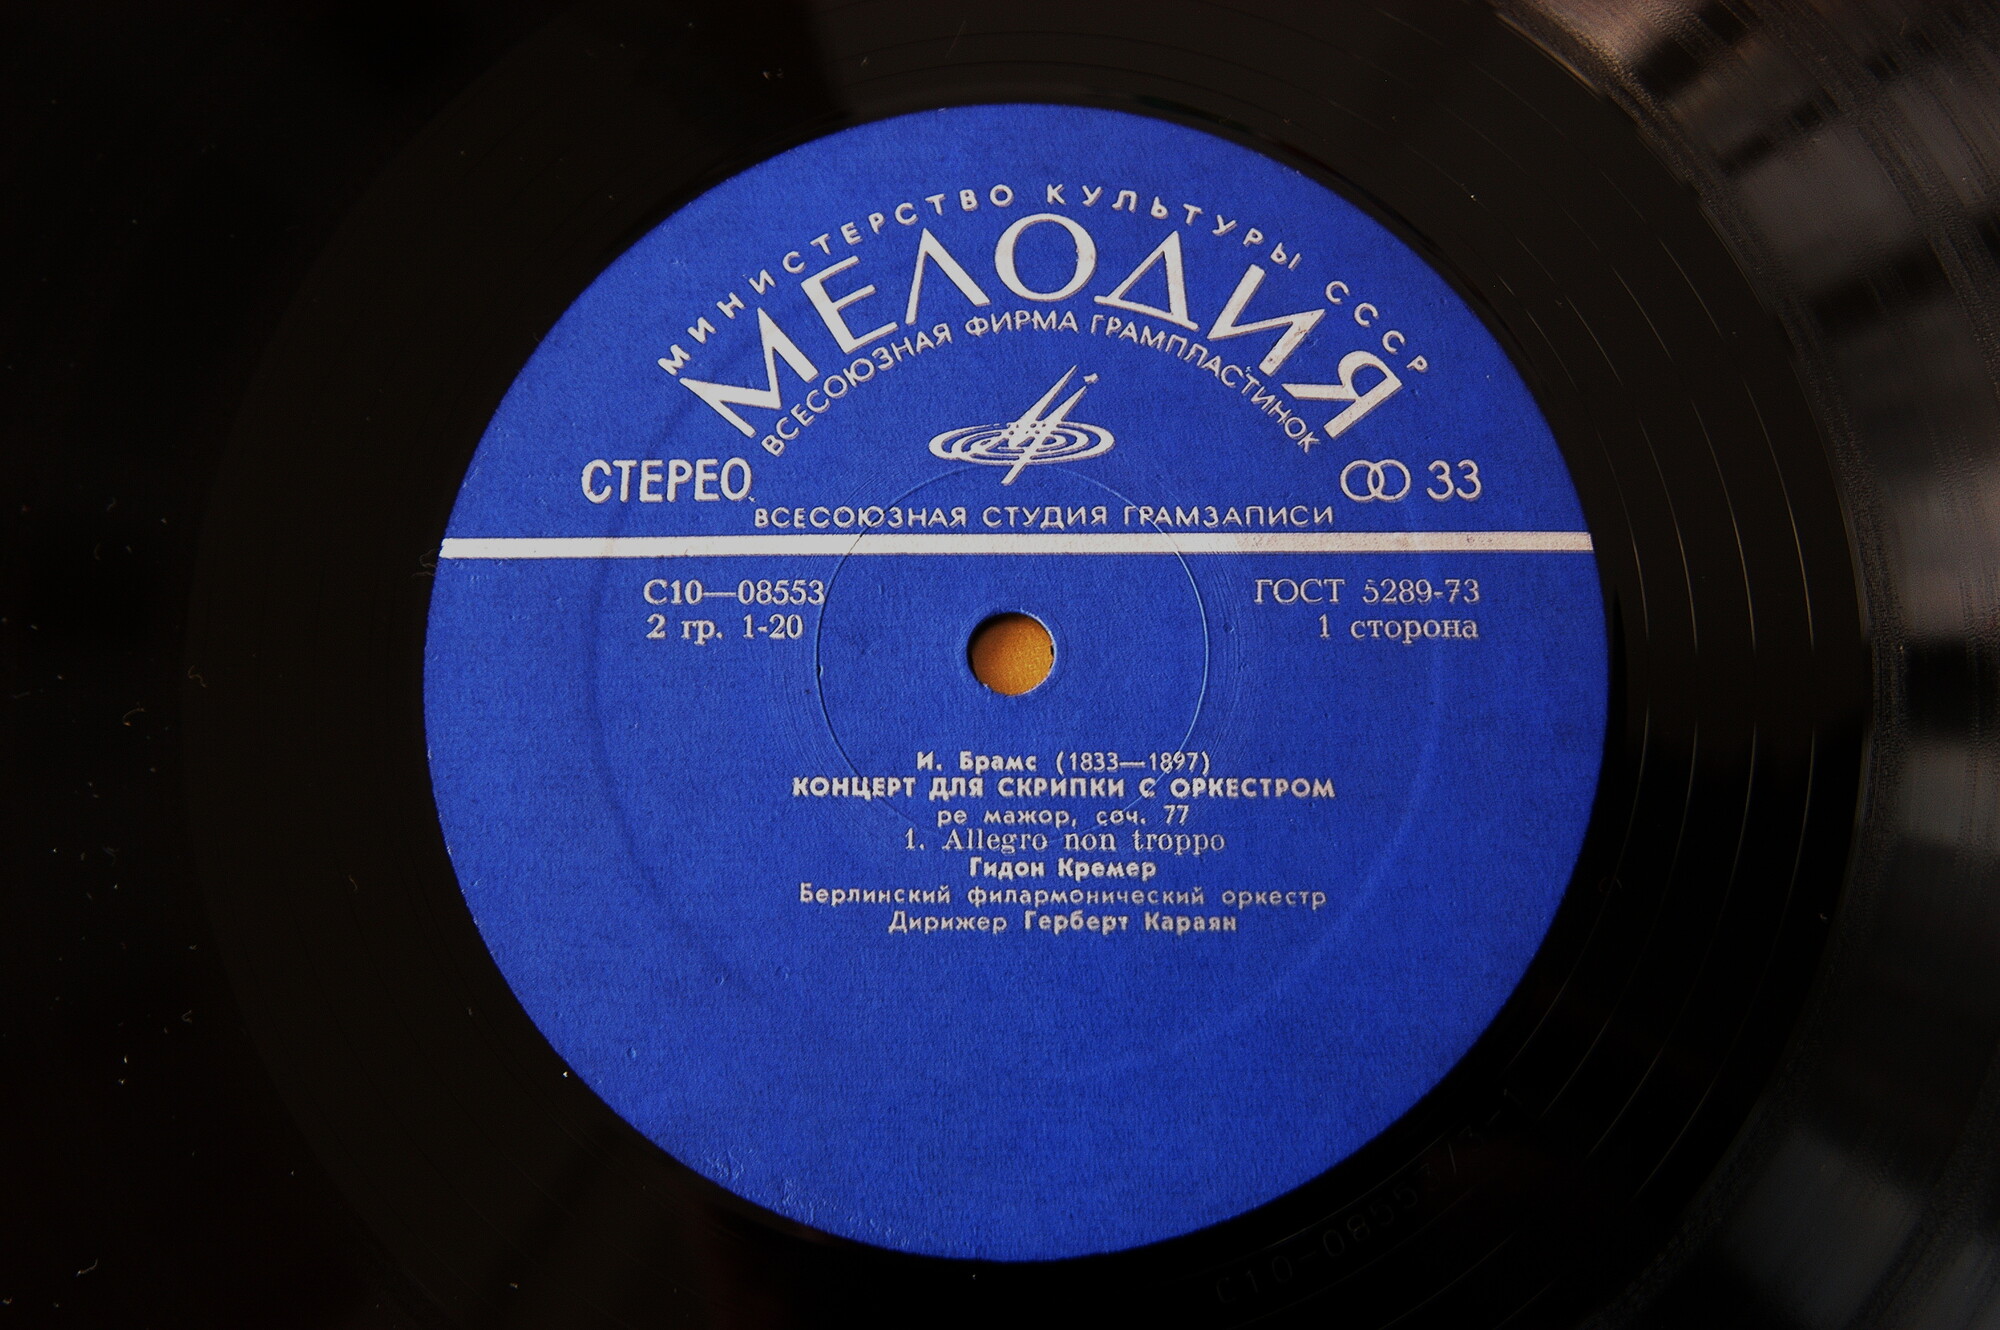 МИНИСТЕРСТВО КУЛЬТУРЫ СССР
МЕЛОДИЯ
ВСЕСОЮЗНАЯ ФИРМА ГРАМПЛАСТИНОК
СТЕРЕО
33
ВСЕСОЮЗНАЯ СТУДИЯ ГРАМЗАПИСИ
С10—08553
ГОСТ 5289-73
2 гр. 1-20
1 сторона
И. Брамс (1833—1897)
КОНЦЕРТ ДЛЯ СКРИПКИ С ОРКЕСТРОМ
ре мажор, соч. 77
1. Allegro non troppo
Гидон Кремер
Берлинский филармонический оркестр
Дирижер Герберт Караян